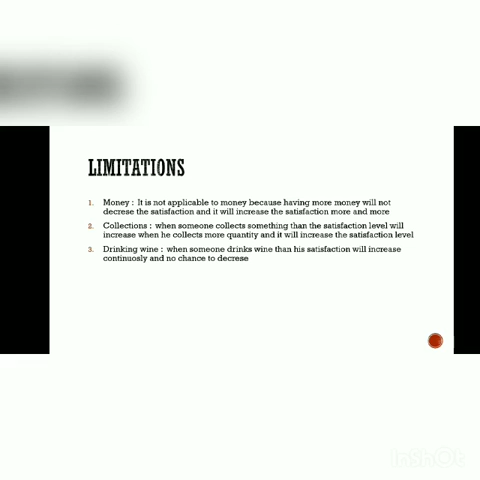 LIMITATIONS
1. Money : It is not applicable to money because having more money will not
decrese the satisfaction and it will increase the satisfaction more and more
2. Collections : when someone collects something than the satisfaction level will
increase when he collects more quantity and it will increase the satisfaction level
3. Drinking wine : when someone drinks wine than his satisfaction will increase
continuosly and no chance to decrese
InShOt